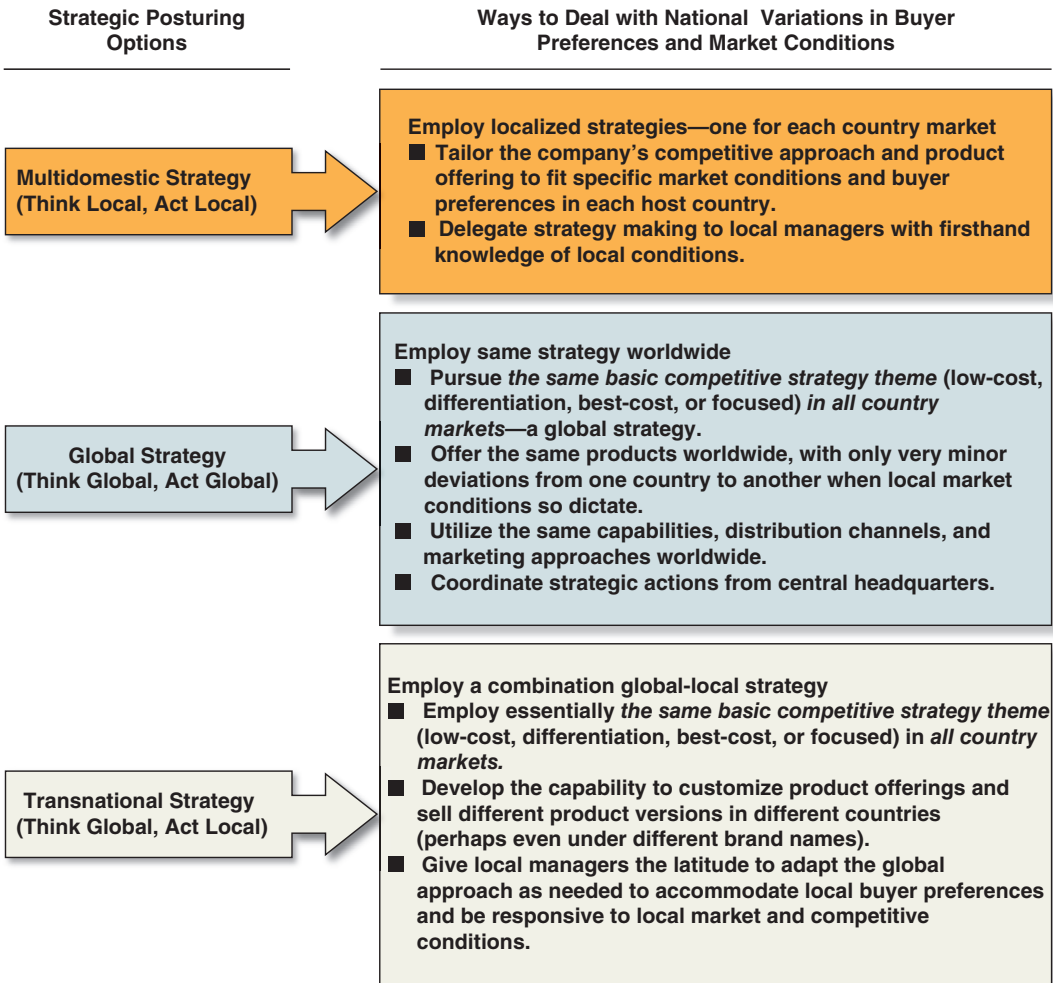 Strategic Posturing
Options
Ways to Deal with National Variations in Buyer
Preferences and Market Conditions
Multidomestic Strategy
(Think Local, Act Local)
Employ localized strategies—one for each country market
■ Tailor the company's competitive approach and product
offering to fit specific market conditions and buyer
preferences in each host country.
■ Delegate strategy making to local managers with firsthand
knowledge of local conditions.
Global Strategy
(Think Global, Act Global)
Employ same strategy worldwide
■ Pursue the same basic competitive strategy theme (low-cost,
differentiation, best-cost, or focused) in all country
markets—a global strategy.
■ Offer the same products worldwide, with only very minor
deviations from one country to another when local market
conditions so dictate.
■ Utilize the same capabilities, distribution channels, and
marketing approaches worldwide.
■ Coordinate strategic actions from central headquarters.
Transnational Strategy
(Think Global, Act Local)
Employ a combination global-local strategy
■ Employ essentially the same basic competitive strategy theme
(low-cost, differentiation, best-cost, or focused) in all country
markets.
■ Develop the capability to customize product offerings and
sell different product versions in different countries
(perhaps even under different brand names).
■ Give local managers the latitude to adapt the global
approach as needed to accommodate local buyer preferences
and be responsive to local market and competitive
conditions.